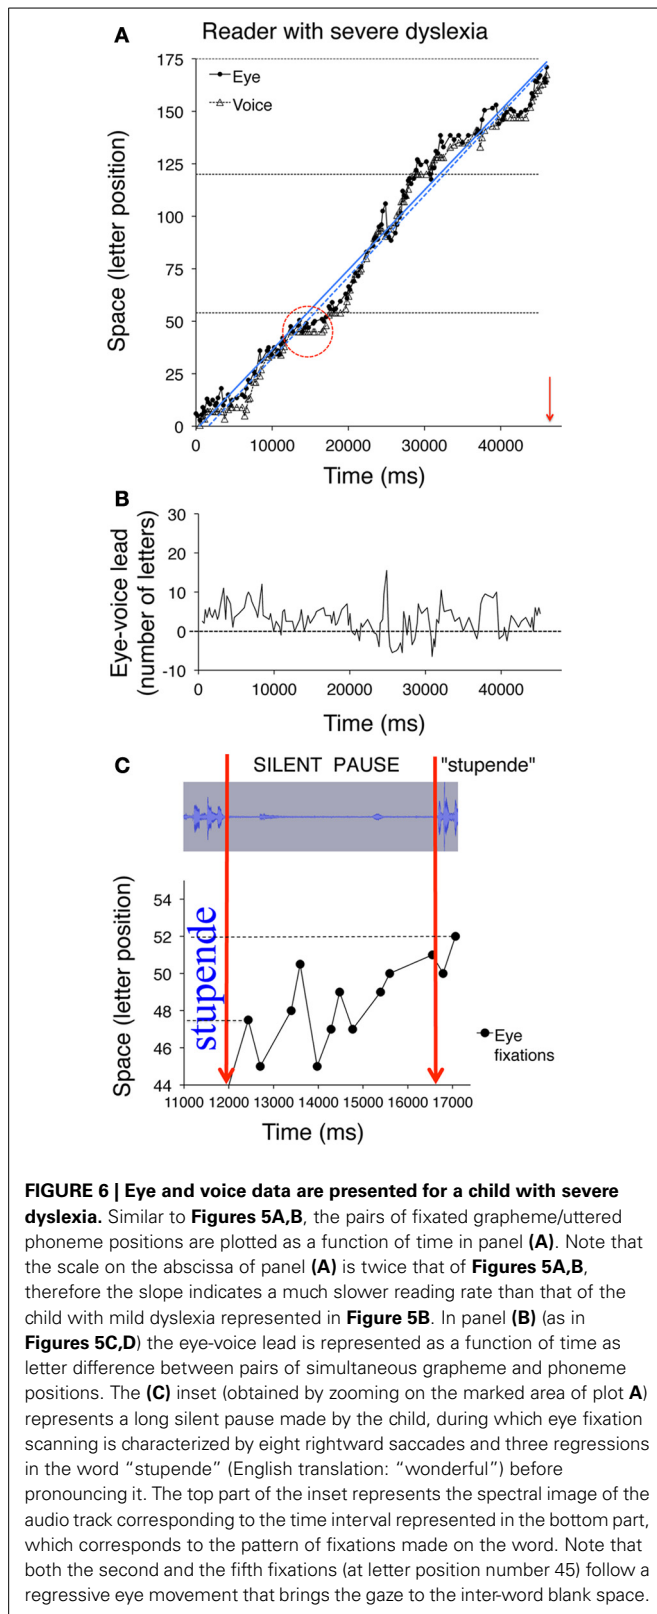 A Reader with severe dyslexia
175
150
125
100
75
50
25
0
Eye
Voice
Space (letter position)
0 10000 20000 30000 40000
Time (ms)
B
30
20
10
0
-10
Eye-voice lead
(number of letters)
0 10000 20000 30000 40000
Time (ms)
C SILENT PAUSE "stupende"
54
52
50
48
46
44
Space (letter position)
stupende
Eye
fixations
11000 12000 13000 14000 15000 16000 17000
Time (ms)
FIGURE 6 | Eye and voice data are presented for a child with severe
dyslexia. Similar to Figures 5A,B, the pairs of fixated grapheme/uttered
phoneme positions are plotted as a function of time in panel (A). Note that
the scale on the abscissa of panel (A) is twice that of Figures 5A,B,
therefore the slope indicates a much slower reading rate than that of the
child with mild dyslexia represented in Figure 5B. In panel (B) (as in
Figures 5C,D) the eye-voice lead is represented as a function of time as
letter difference between pairs of simultaneous grapheme and phoneme
positions. The (C) inset (obtained by zooming on the marked area of plot A)
represents a long silent pause made by the child, during which eye fixation
scanning is characterized by eight rightward saccades and three regressions
in the word “stupende” (English translation: “wonderful”) before
pronouncing it. The top part of the inset represents the spectral image of the
audio track corresponding to the time interval represented in the bottom part,
which corresponds to the pattern of fixations made on the word. Note that
both the second and the fifth fixations (at letter position number 45) follow a
regressive eye movement that brings the gaze to the inter-word blank space.